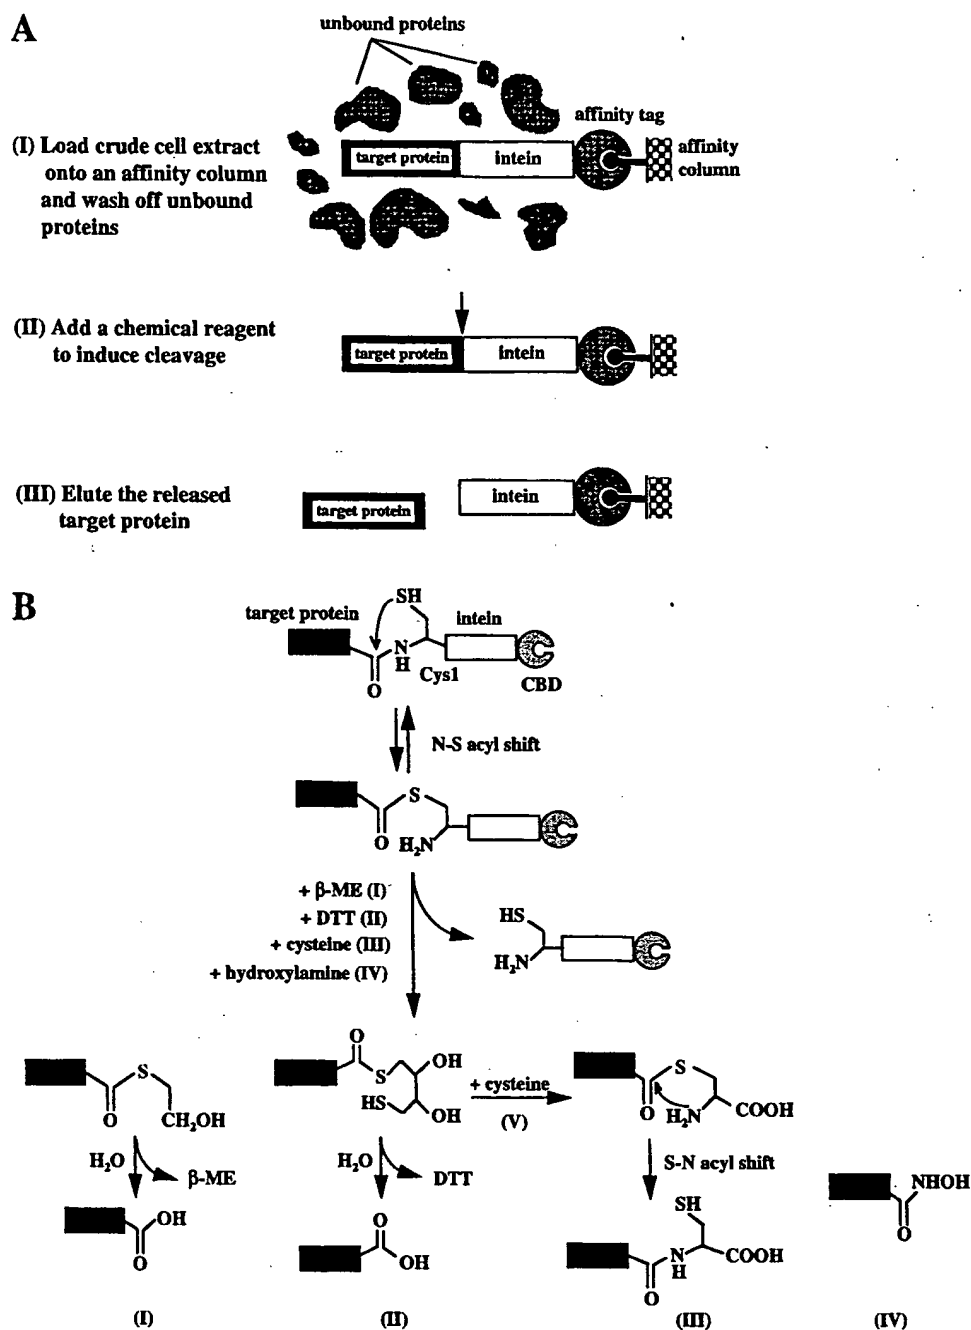 A
unbound proteins
affinity tag
(I) Load crude cell extract
onto an affinity column
and wash off unbound
proteins
target protein
intein
affinity
column
(II) Add a chemical reagent
to induce cleavage
target protein
intein
(III) Elute the released
target protein
target protein
intein
B
target protein
SH
intein
N
H
O
Cys1
CBD
N-S acyl shift
S
O
H₂N
+ β-ME (I)
+ DTT (II)
+ cysteine (III)
+ hydroxylamine (IV)
HS
H₂N
S
O
CH₂OH
H₂O
β-ME
OH
O
(I)
O
S
OH
HS
OH
H₂O
DTT
O
OH
(II)
+ cysteine
(V)
S
O
H₂N
COOH
S-N acyl shift
SH
N
H
COOH
O
(III)
NHOH
O
(IV)